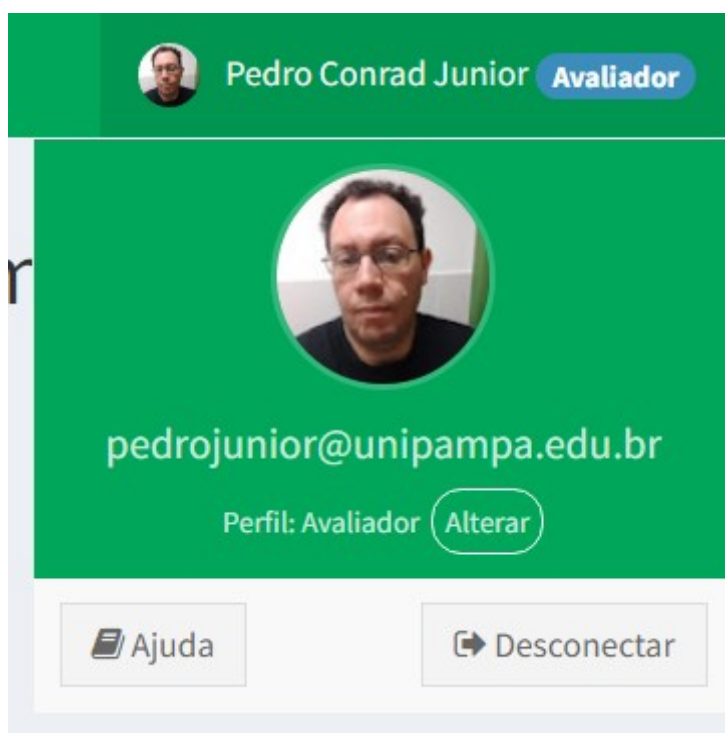 Pedro Conrad Junior Avaliador
pedrojunior@unipampa.edu.br
Perfil: Avaliador Alterar
Ajuda Desconectar